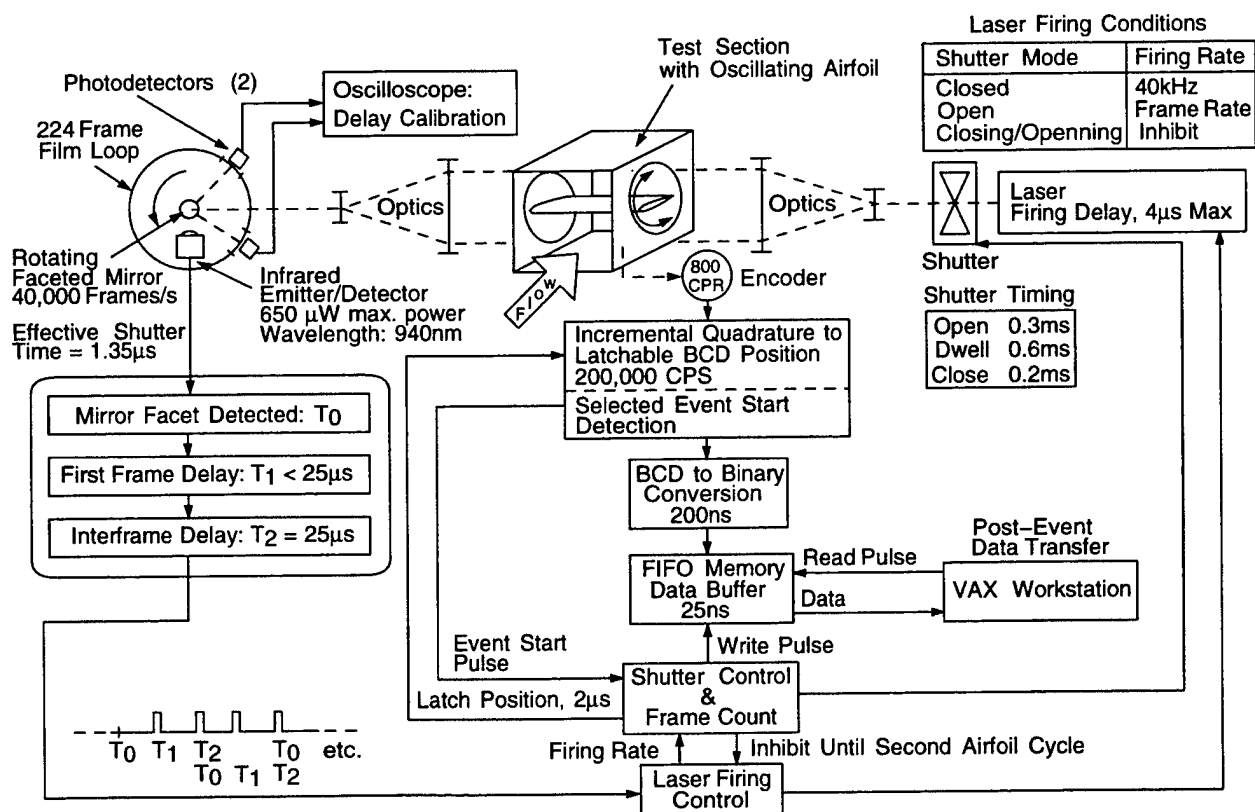 Laser Firing Conditions
Shutter Mode Firing Rate
Closed 40kHz
Open Frame Rate
Closing/Openning Inhibit
Test Section
with Oscillating Airfoil
Photodetectors (2)
Oscilloscope:
Delay Calibration
224 Frame
Film Loop
Optics
Optics
Laser
Firing Delay, 4μs Max
Rotating
Faceted Mirror
40,000 Frames/s
Infrared
Emitter/Detector
650 μW max. power
Wavelength: 940nm
Flow
800
CPR
Encoder
Shutter
Effective Shutter
Time = 1.35μs
Shutter Timing
Open 0.3ms
Dwell 0.6ms
Close 0.2ms
Incremental Quadrature to
Latchable BCD Position
200,000 CPS
Selected Event Start
Detection
Mirror Facet Detected: T0
First Frame Delay: T1 < 25μs
Interframe Delay: T2 = 25μs
BCD to Binary
Conversion
200ns
Post-Event
Data Transfer
FIFO Memory
Data Buffer
25ns
Read Pulse
Data
VAX Workstation
Write Pulse
Event Start
Pulse
Latch Position, 2μs
Shutter Control
&
Frame Count
T0 T1 T2 T0 etc.
T0 T1 T2
Firing Rate
Inhibit Until Second Airfoil Cycle
Laser Firing
Control